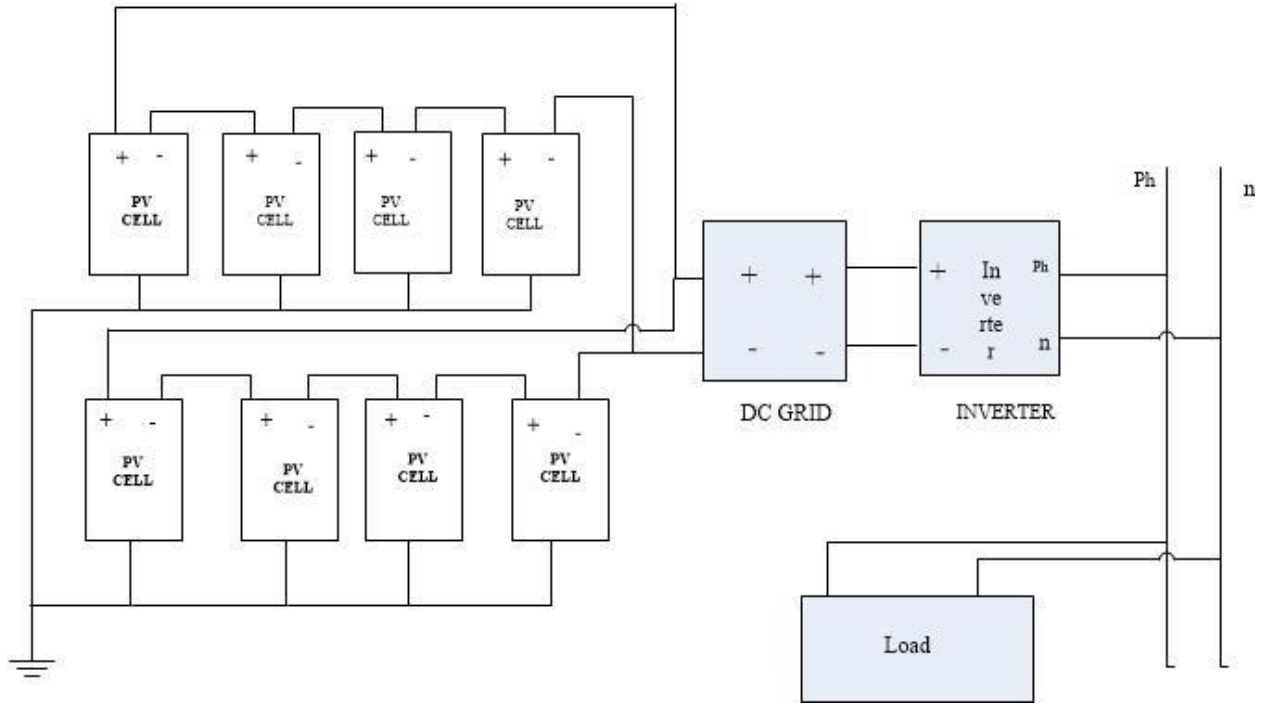 + -
PV
CELL
+ -
PV
CELL
+ -
PV
CELL
+ -
PV
CELL
+ -
PV
CELL
+ -
PV
CELL
+ -
PV
CELL
+ -
PV
CELL
+ +
- -
DC GRID
+ In Ph
ve
rte
- r n
INVERTER
Ph n
Load